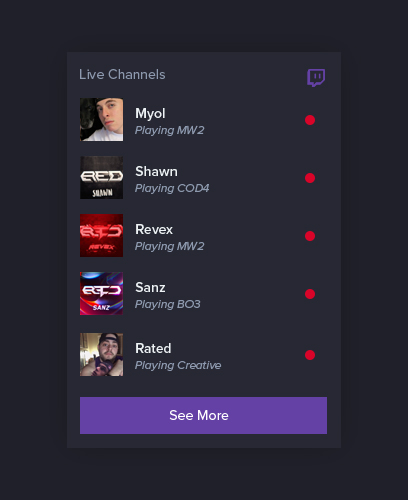 Live Channels
Myol
Playing MW2
Shawn
Playing COD4
SHAWN
Revex
Playing MW2
REVEX
Sanz
Playing BO3
SANZ
Rated
Playing Creative
See More